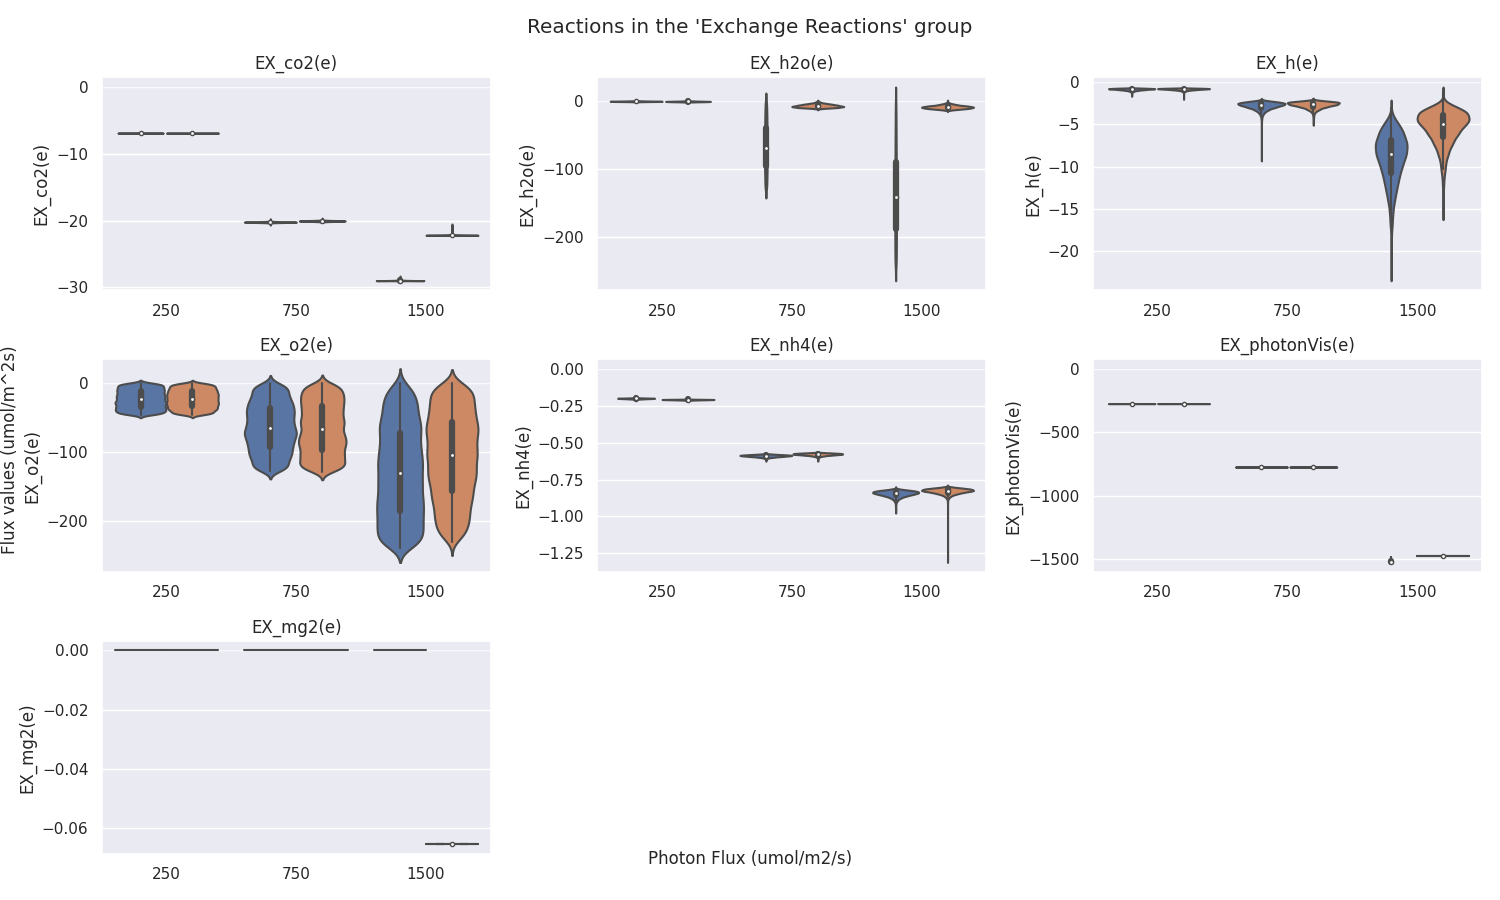 Reactions in the 'Exchange Reactions' group
EX_co2(e)
EX_co2(e)
0
−10
−20
−30
250 750 1500
EX_h2o(e)
EX_h2o(e)
0
−100
−200
250 750 1500
EX_h(e)
EX_h(e)
0
−5
−10
−15
−20
250 750 1500
Flux values (umol/m^2s)
EX_o2(e)
EX_o2(e)
0
−100
−200
250 750 1500
EX_nh4(e)
EX_nh4(e)
0.00
−0.25
−0.50
−0.75
−1.00
−1.25
250 750 1500
EX_photonVis(e)
EX_photonVis(e)
0
−500
−1000
−1500
250 750 1500
EX_mg2(e)
EX_mg2(e)
0.00
−0.02
−0.04
−0.06
250 750 1500
Photon Flux (umol/m2/s)